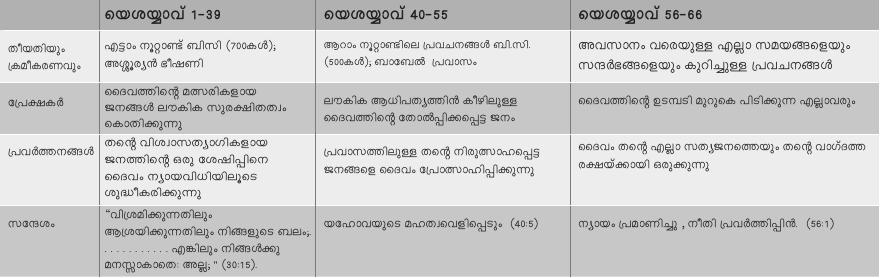 യെശയ്യാവ് 1-39 യെശയ്യാവ് 40-55 യെശയ്യാവ് 56-66
തീയതിയും
ക്രമീകരണവും
എട്ടാം നൂറ്റാണ്ട് ബിസി (700കൾ);
അശ്ശൂര്യൻ ഭീഷണി
ആറാം നൂറ്റാണ്ടിലെ പ്രവചനങ്ങൾ ബി.സി.
(500കൾ); ബാബേൽ പ്രവാസം
അവസാനം വരെയുള്ള എല്ലാ സമയങ്ങളെയും
സന്ദർഭങ്ങളെയും കുറിച്ചുള്ള പ്രവചനങ്ങൾ
പ്രേക്ഷകർ
ദൈവത്തിന്റെ മത്സരികളായ
ജനങ്ങൾ ലൗകിക സുരക്ഷിതത്വം
കൊതിക്കുന്നു
ലൗകിക ആധിപത്യത്തിൻ കീഴിലുള്ള
ദൈവത്തിന്റെ തോൽപ്പിക്കപ്പെട്ട ജനം
ദൈവത്തിന്റെ ഉടമ്പടി മുറുകെ പിടിക്കുന്ന എല്ലാവരും
പ്രവർത്തനങ്ങൾ
തന്റെ വിശ്വാസത്യാഗികളായ
ജനത്തിന്റെ ഒരു ശേഷിപ്പിനെ
ദൈവം ന്യായവിധിയിലൂടെ
ശുദ്ധീകരിക്കുന്നു
പ്രവാസത്തിലുള്ള തന്റെ നിരുത്സാഹപ്പെട്ട
ജനങ്ങളെ ദൈവം പ്രോത്സാഹിപ്പിക്കുന്നു
ദൈവം തന്റെ എല്ലാ സത്യജനത്തെയും തന്റെ വാഗ്ദത്ത
രക്ഷയ്ക്കായി ഒരുക്കുന്നു
സന്ദേശം
“വിശ്രമിക്കുന്നതിലും
ആശ്രയിക്കുന്നതിലും നിങ്ങളുടെ ബലം;.
. . . . . . . . . . . എങ്കിലും നിങ്ങൾക്കു
മനസ്സാകാതെ: അല്ല; " (30:15).
യഹോവയുടെ മഹത്വവെളിപ്പെടും (40:5)
ന്യായം പ്രമാണിച്ചു , നീതി പ്രവർത്തിപ്പിൻ. (56:1)